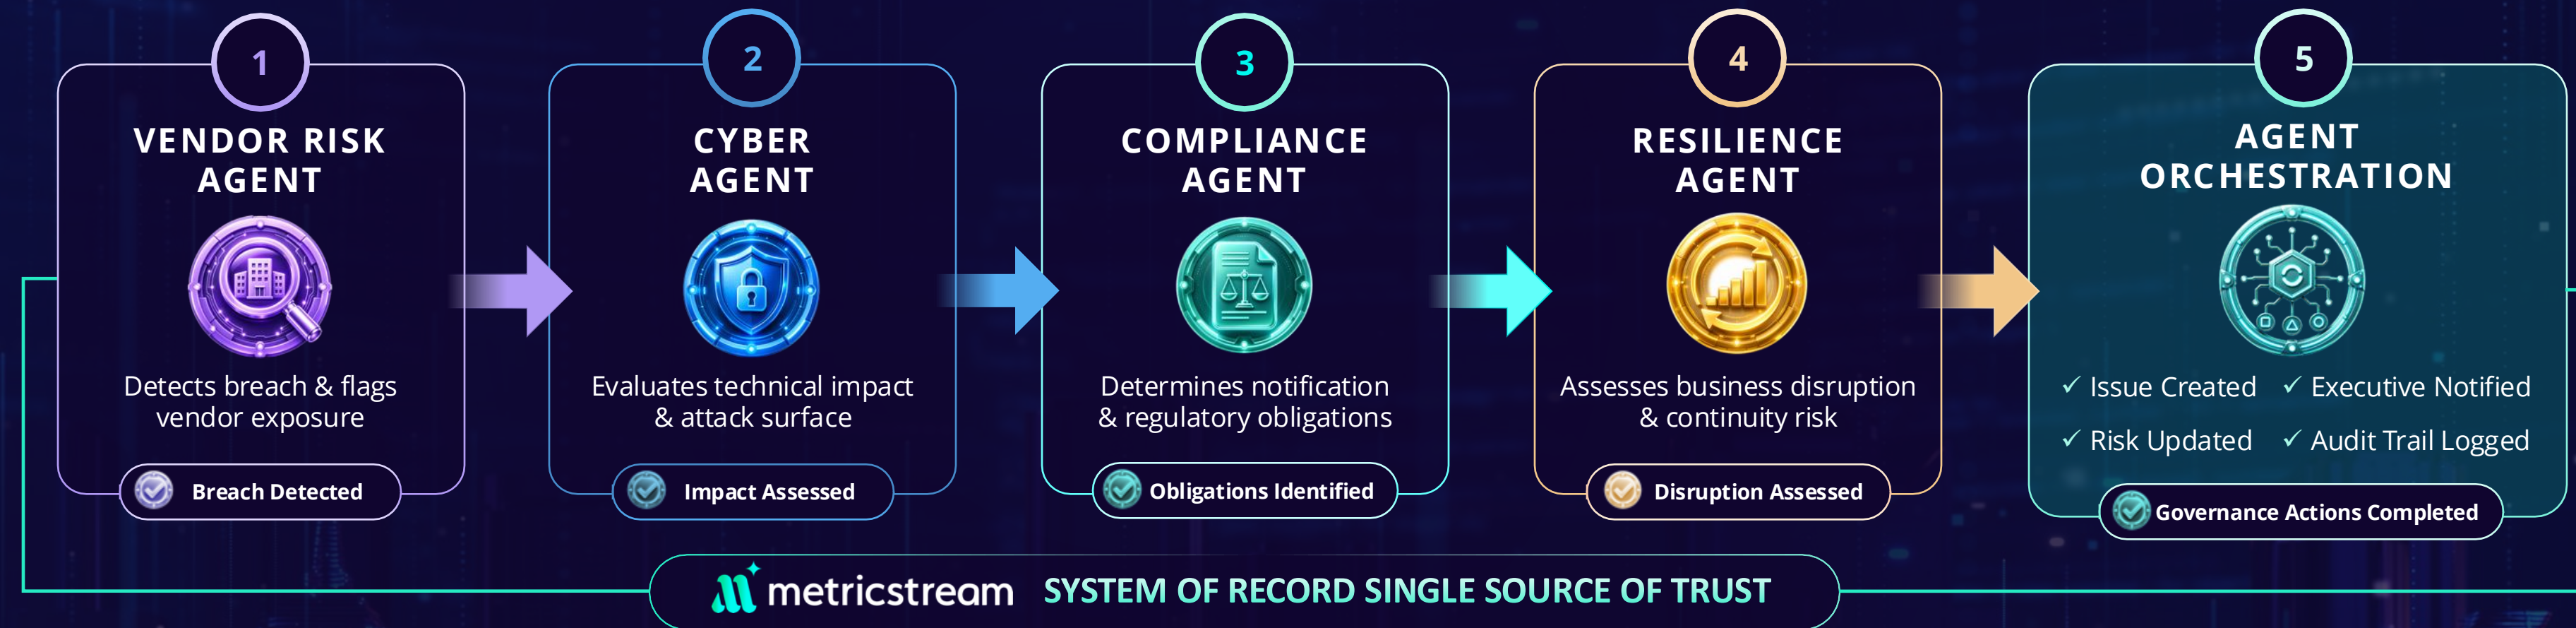 1
VENDOR RISK
AGENT
Detects breach & flags
vendor exposure
Breach Detected
2
CYBER
AGENT
Evaluates technical impact
& attack surface
Impact Assessed
3
COMPLIANCE
AGENT
Determines notification
& regulatory obligations
Obligations Identified
4
RESILIENCE
AGENT
Assesses business disruption
& continuity risk
Disruption Assessed
5
AGENT
ORCHESTRATION
✓ Issue Created ✓ Executive Notified
✓ Risk Updated ✓ Audit Trail Logged
Governance Actions Completed
metricstream SYSTEM OF RECORD SINGLE SOURCE OF TRUST